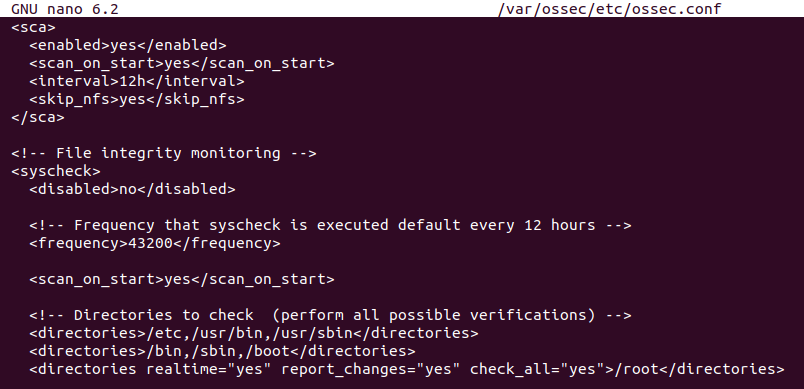 GNU nano 6.2 /var/ossec/etc/ossec.conf
<sca>
<enabled>yes</enabled>
<scan_on_start>yes</scan_on_start>
<interval>12h</interval>
<skip_nfs>yes</skip_nfs>
</sca>
<!-- File integrity monitoring -->
<syscheck>
<disabled>no</disabled>
<!-- Frequency that syscheck is executed default every 12 hours -->
<frequency>43200</frequency>
<scan_on_start>yes</scan_on_start>
<!-- Directories to check  (perform all possible verifications) -->
<directories>/etc,/usr/bin,/usr/sbin</directories>
<directories>/bin,/sbin,/boot</directories>
<directories realtime="yes" report_changes="yes" check_all="yes">/root</directories>